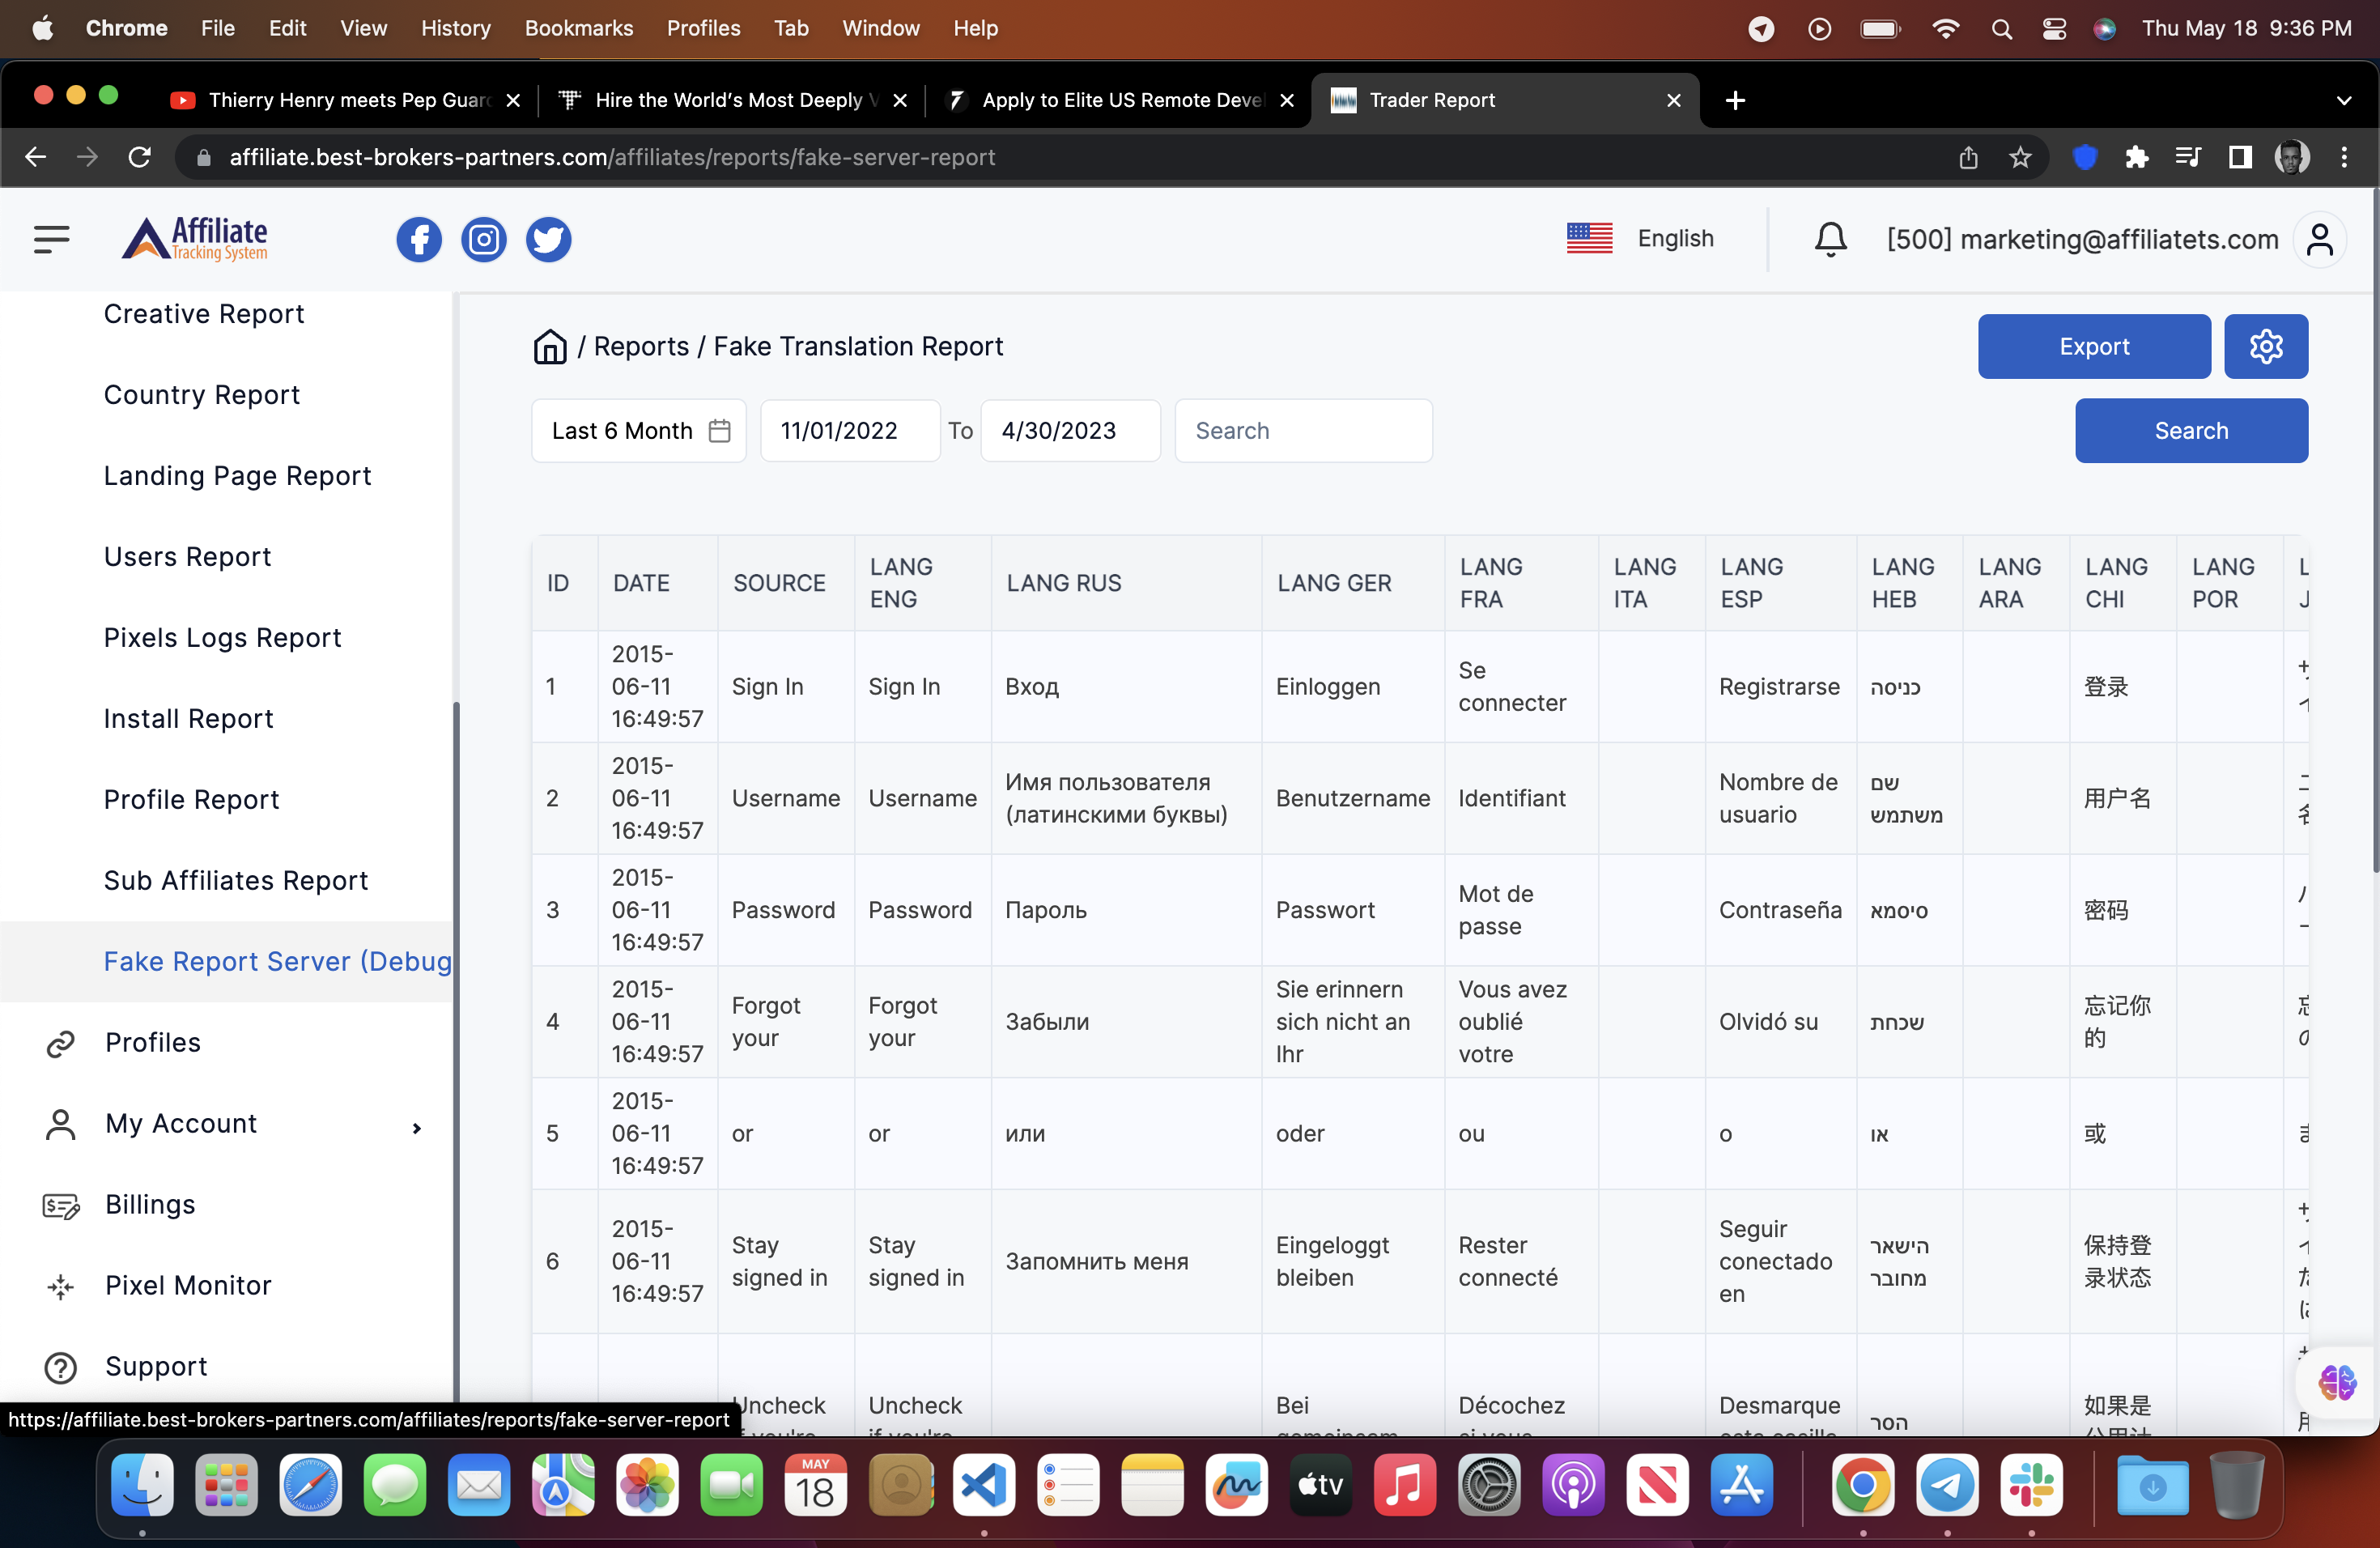 Chrome File Edit View History Bookmarks Profiles Tab Window Help Thu May 18 9:36 PM
Thierry Henry meets Pep Guar Hire the World's Most Deeply V Apply to Elite US Remote Deve Trader Report
affiliate.best-brokers-partners.com/affiliates/reports/fake-server-report
Affiliate
Tracking System
English [500] marketing@affiliatets.com
Creative Report
Country Report
Landing Page Report
Users Report
Pixels Logs Report
Install Report
Profile Report
Sub Affiliates Report
Fake Report Server (Debug
Profiles
My Account
Billings
Pixel Monitor
Support
/ Reports / Fake Translation Report Export
Last 6 Month 11/01/2022 To 4/30/2023 Search Search
ID DATE SOURCE LANG ENG LANG RUS LANG GER LANG FRA LANG ITA LANG ESP LANG HEB LANG ARA LANG CHI LANG POR
1 2015-06-11 16:49:57 Sign In Sign In Вход Einloggen Se connecter Registrarse כניסה 登录
2 2015-06-11 16:49:57 Username Username Имя пользователя (латинскими буквы) Benutzername Identifiant Nombre de usuario שם משתמש 用户名
3 2015-06-11 16:49:57 Password Password Пароль Passwort Mot de passe Contraseña סיסמא 密码
4 2015-06-11 16:49:57 Forgot your Forgot your Забыли Sie erinnern sich nicht an Ihr Vous avez oublié votre Olvidó su שכחת 忘记你的
5 2015-06-11 16:49:57 or or или oder ou o או 或
6 2015-06-11 16:49:57 Stay signed in Stay signed in Запомнить меня Eingeloggt bleiben Rester connecté Seguir conectado en הישאר מחובר 保持登录状态
Uncheck Uncheck Bei Décochez Desmarque הסר 如果是
https://affiliate.best-brokers-partners.com/affiliates/reports/fake-server-report
MAY
18
tv